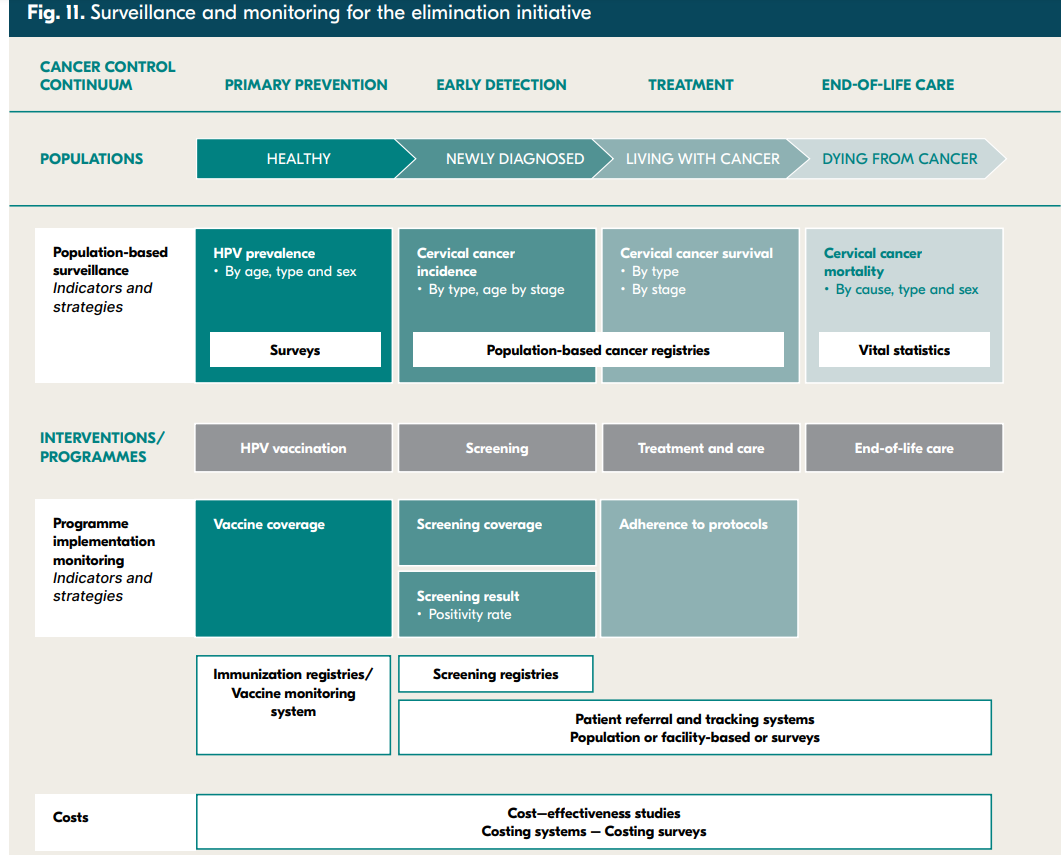 Fig. 11. Surveillance and monitoring for the elimination initiative
CANCER CONTROL
CONTINUUM
PRIMARY PREVENTION
EARLY DETECTION
TREATMENT
END-OF-LIFE CARE
POPULATIONS
HEALTHY
NEWLY DIAGNOSED
LIVING WITH CANCER
DYING FROM CANCER
Population-based
surveillance
Indicators and
strategies
HPV prevalence
• By age, type and sex
Surveys
Cervical cancer
incidence
• By type, age by stage
Cervical cancer survival
• By type
• By stage
Population-based cancer registries
Cervical cancer
mortality
• By cause, type and sex
Vital statistics
INTERVENTIONS/
PROGRAMMES
HPV vaccination
Screening
Treatment and care
End-of-life care
Programme
implementation
monitoring
Indicators and
strategies
Vaccine coverage
Screening coverage
Screening result
• Positivity rate
Adherence to protocols
Immunization registries/
Vaccine monitoring
system
Screening registries
Patient referral and tracking systems
Population or facility-based or surveys
Costs
Cost–effectiveness studies
Costing systems – Costing surveys